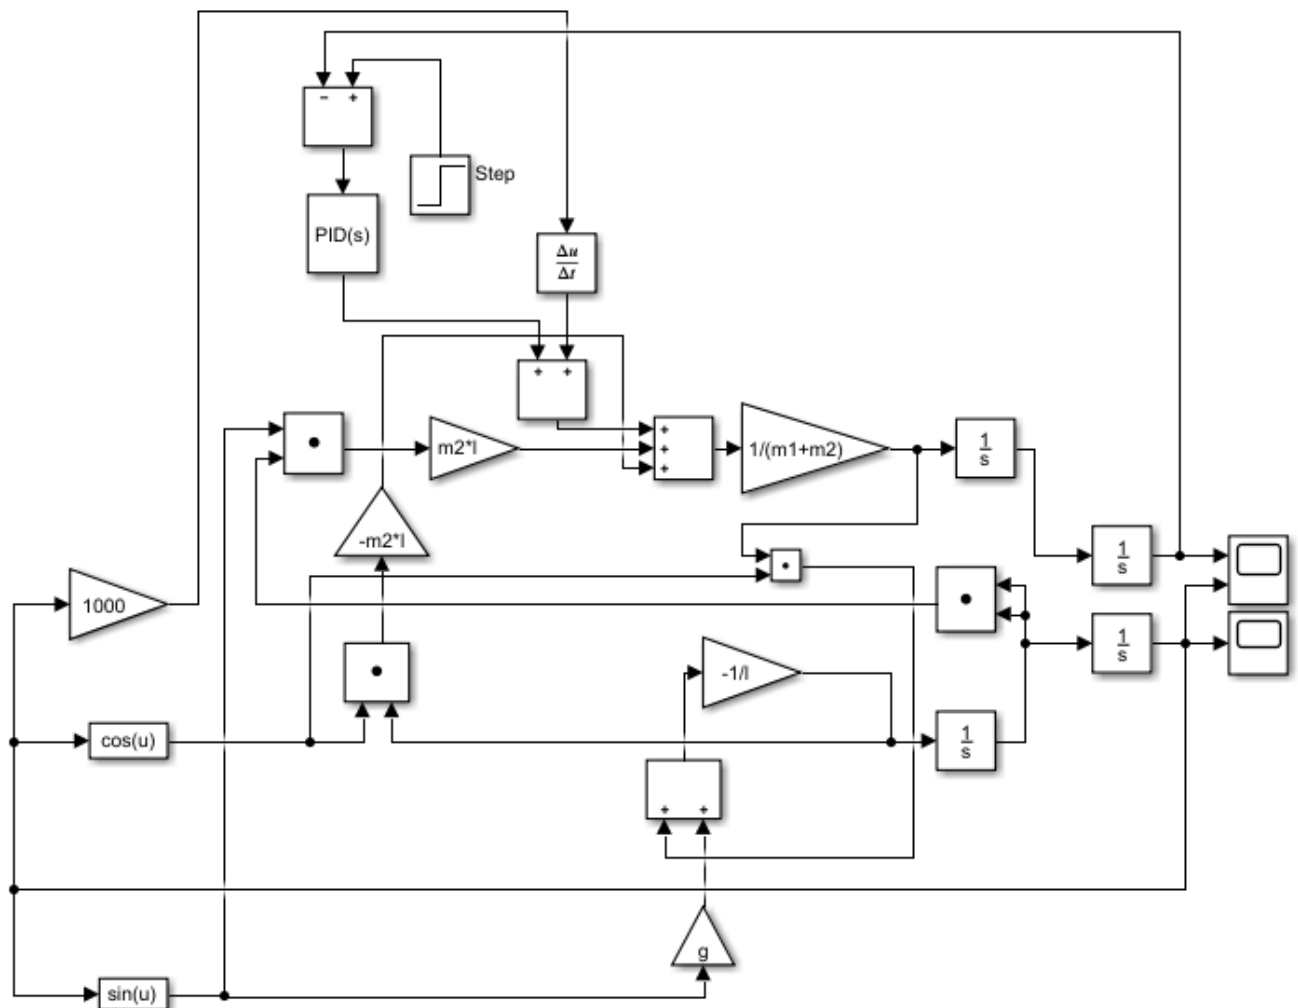 − +
Step
PID(s)
Δu
Δt
+ +
m2*l
+
+
+
1/(m1+m2)
1
s
-m2*l
1
s
1000
1
s
-1/l
cos(u)
1
s
+ +
g
sin(u)